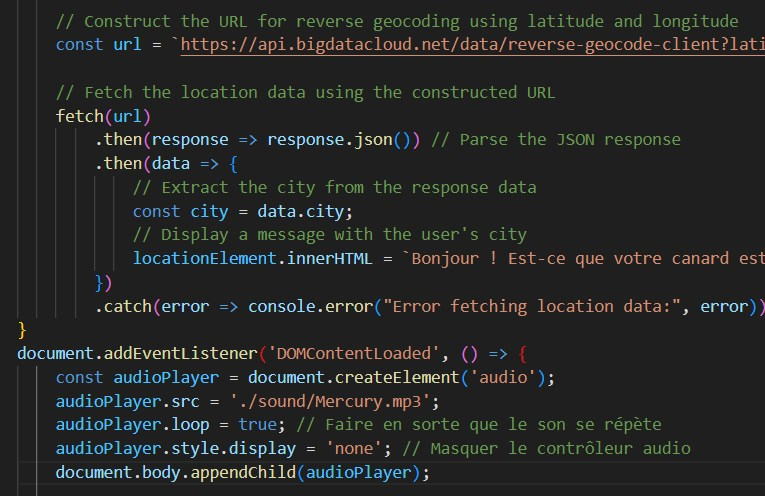 // Construct the URL for reverse geocoding using latitude and longitude
const url = `https://api.bigdatacloud.net/data/reverse-geocode-client?lati
// Fetch the location data using the constructed URL
fetch(url)
.then(response => response.json()) // Parse the JSON response
.then(data => {
// Extract the city from the response data
const city = data.city;
// Display a message with the user's city
locationElement.innerHTML = `Bonjour ! Est-ce que votre canard est
})
.catch(error => console.error("Error fetching location data:", error))
}
document.addEventListener('DOMContentLoaded', () => {
const audioPlayer = document.createElement('audio');
audioPlayer.src = './sound/Mercury.mp3';
audioPlayer.loop = true; // Faire en sorte que le son se répète
audioPlayer.style.display = 'none'; // Masquer le contrôleur audio
document.body.appendChild(audioPlayer);